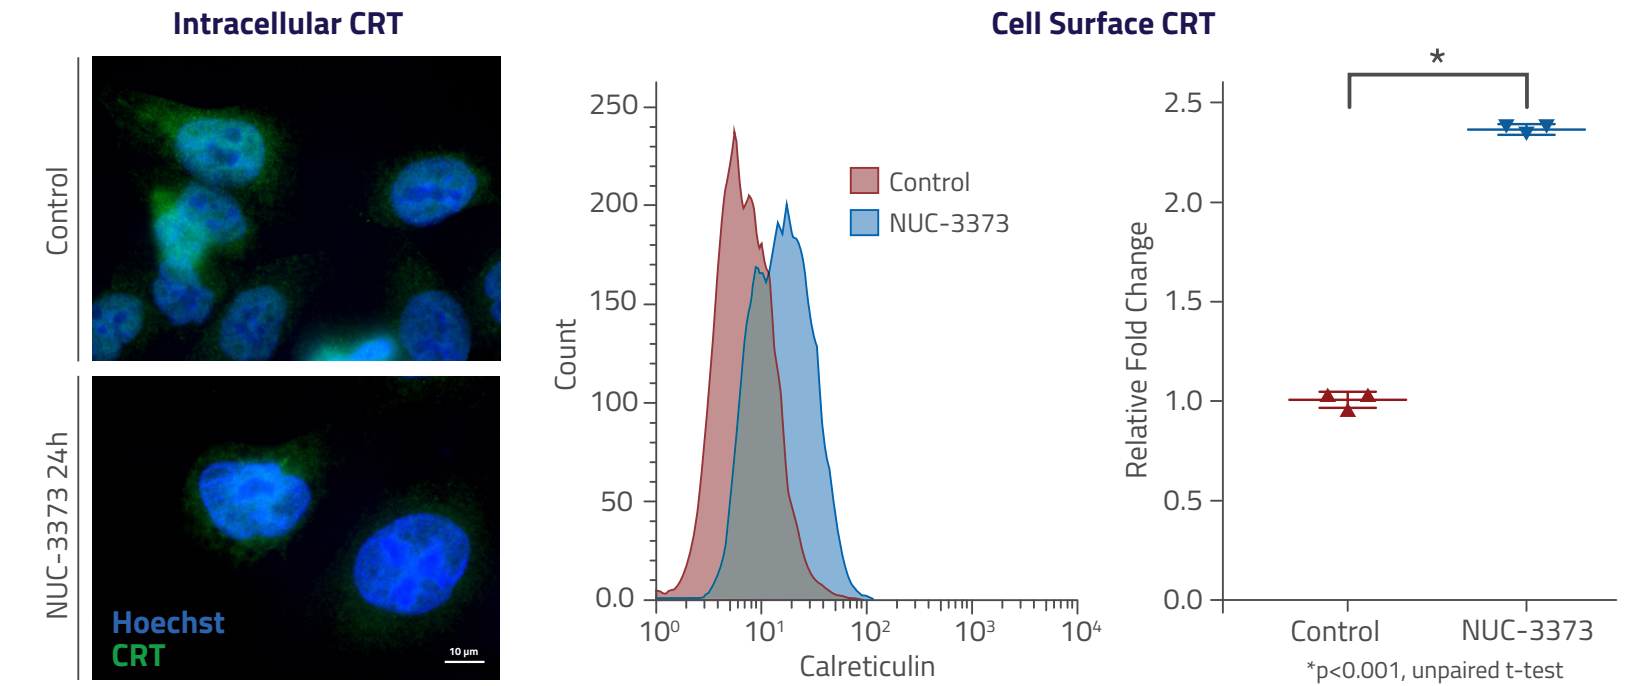 Intracellular CRT
Cell Surface CRT
Control
NUC-3373 24h
Hoechst
CRT
10 µm
Count
250
200
150
100
50
0.0
10⁰
10¹
10²
10³
10⁴
Calreticulin
Control
NUC-3373
Relative Fold Change
2.5
2.0
1.5
1.0
0.5
0.0
*
Control
NUC-3373
*p<0.001, unpaired t-test